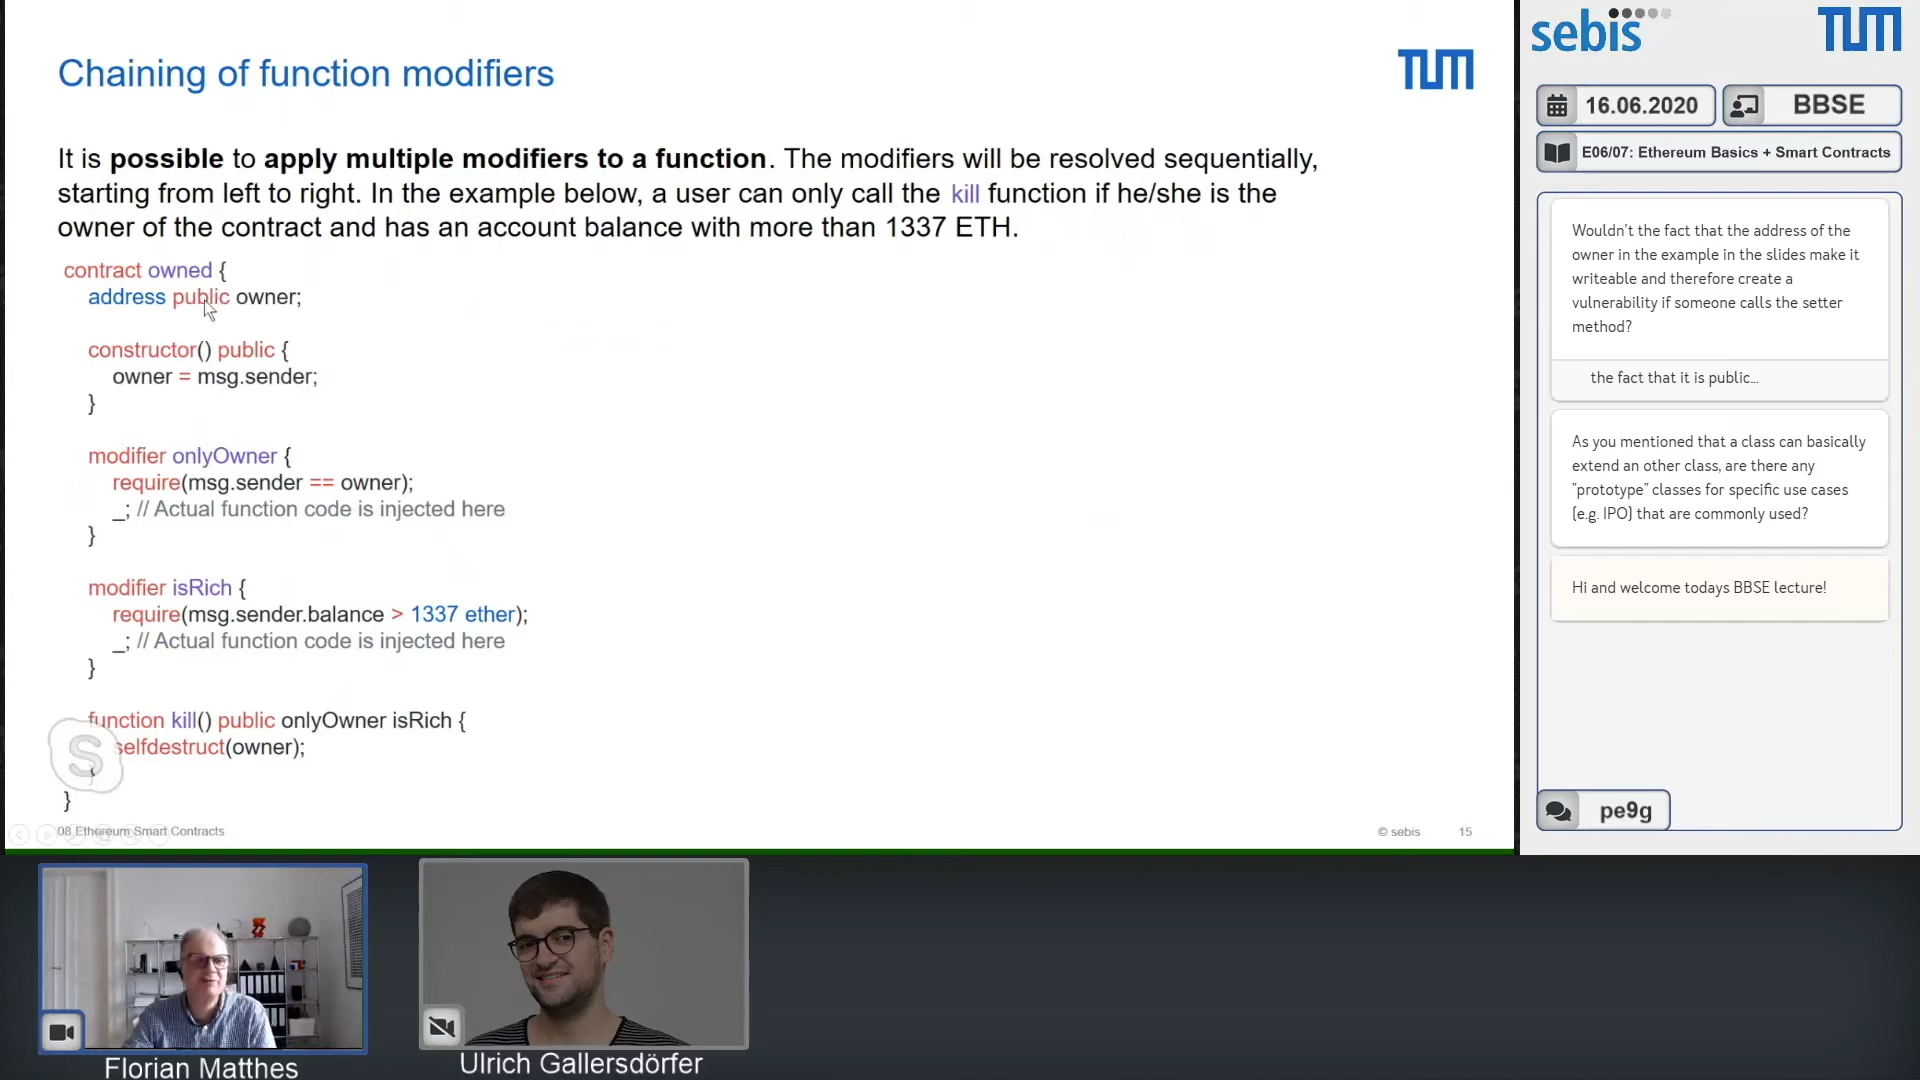 Chaining of function modifiers
TUM
It is possible to apply multiple modifiers to a function. The modifiers will be resolved sequentially,
starting from left to right. In the example below, a user can only call the kill function if he/she is the
owner of the contract and has an account balance with more than 1337 ETH.
contract owned {
address public owner;
constructor() public {
owner = msg.sender;
}
modifier onlyOwner {
require(msg.sender == owner);
_; // Actual function code is injected here
}
modifier isRich {
require(msg.sender.balance > 1337 ether);
_; // Actual function code is injected here
}
function kill() public onlyOwner isRich {
selfdestruct(owner);
}
}
S
08 Ethereum Smart Contracts
© sebis 15
sebis
TUM
16.06.2020
BBSE
E06/07: Ethereum Basics + Smart Contracts
Wouldn't the fact that the address of the
owner in the example in the slides make it
writeable and therefore create a
vulnerability if someone calls the setter
method?
the fact that it is public...
As you mentioned that a class can basically
extend an other class, are there any
"prototype" classes for specific use cases
(e.g. IPO) that are commonly used?
Hi and welcome todays BBSE lecture!
pe9g
Florian Matthes
Ulrich Gallersdörfer